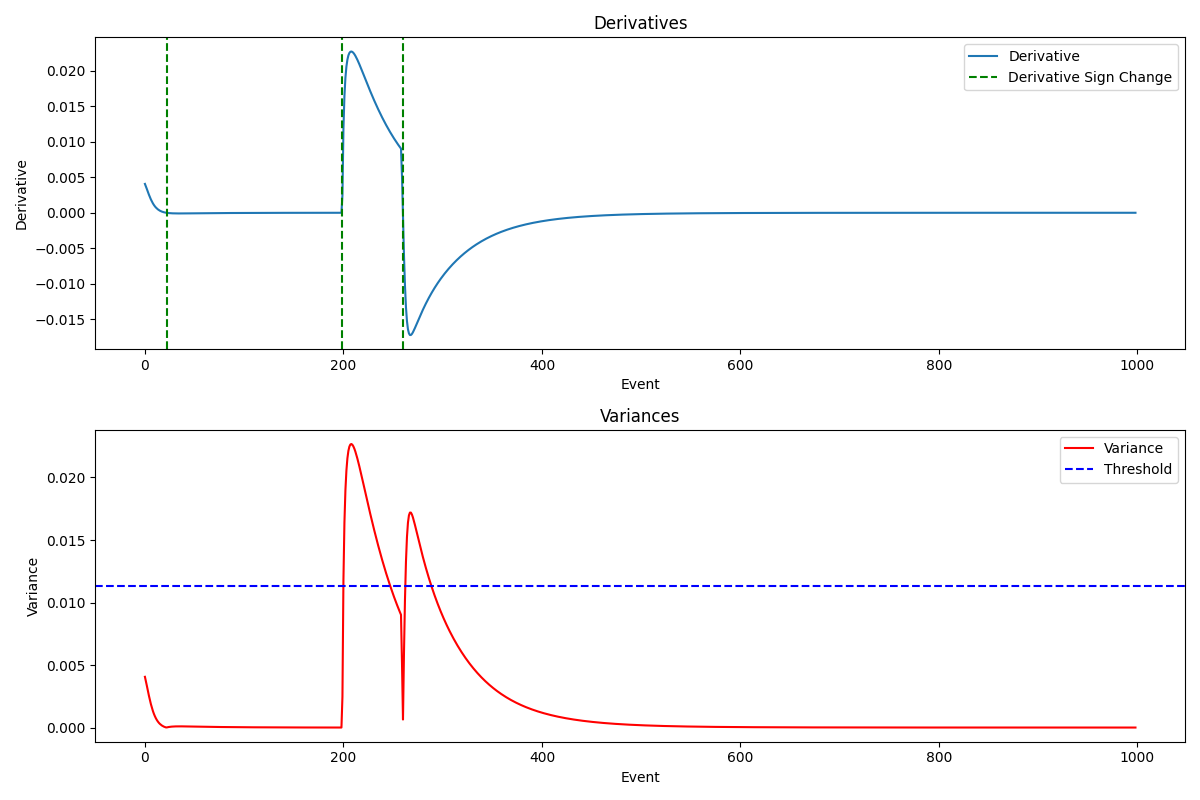 Derivatives
Derivative
Derivative Sign Change
Derivative
0.020
0.015
0.010
0.005
0.000
−0.005
−0.010
−0.015
0 200 400 600 800 1000
Event
Variances
Variance
Threshold
Variance
0.020
0.015
0.010
0.005
0.000
0 200 400 600 800 1000
Event